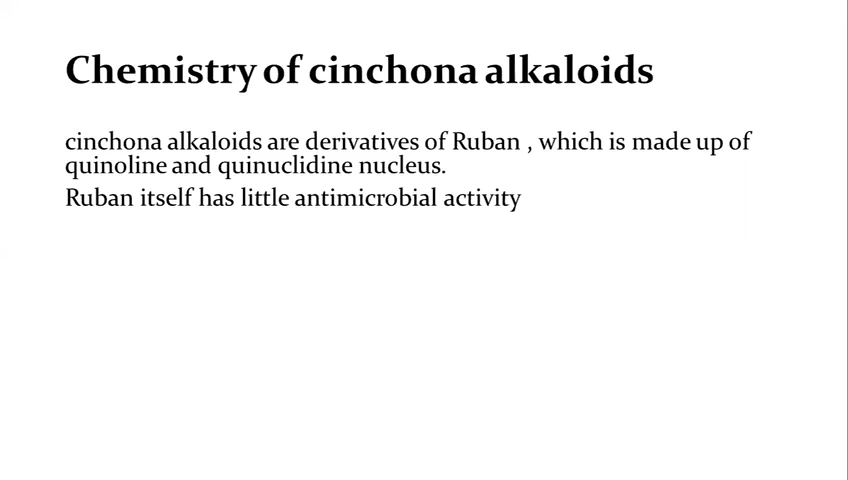 Chemistry of cinchona alkaloids
cinchona alkaloids are derivatives of Ruban , which is made up of
quinoline and quinuclidine nucleus.
Ruban itself has little antimicrobial activity